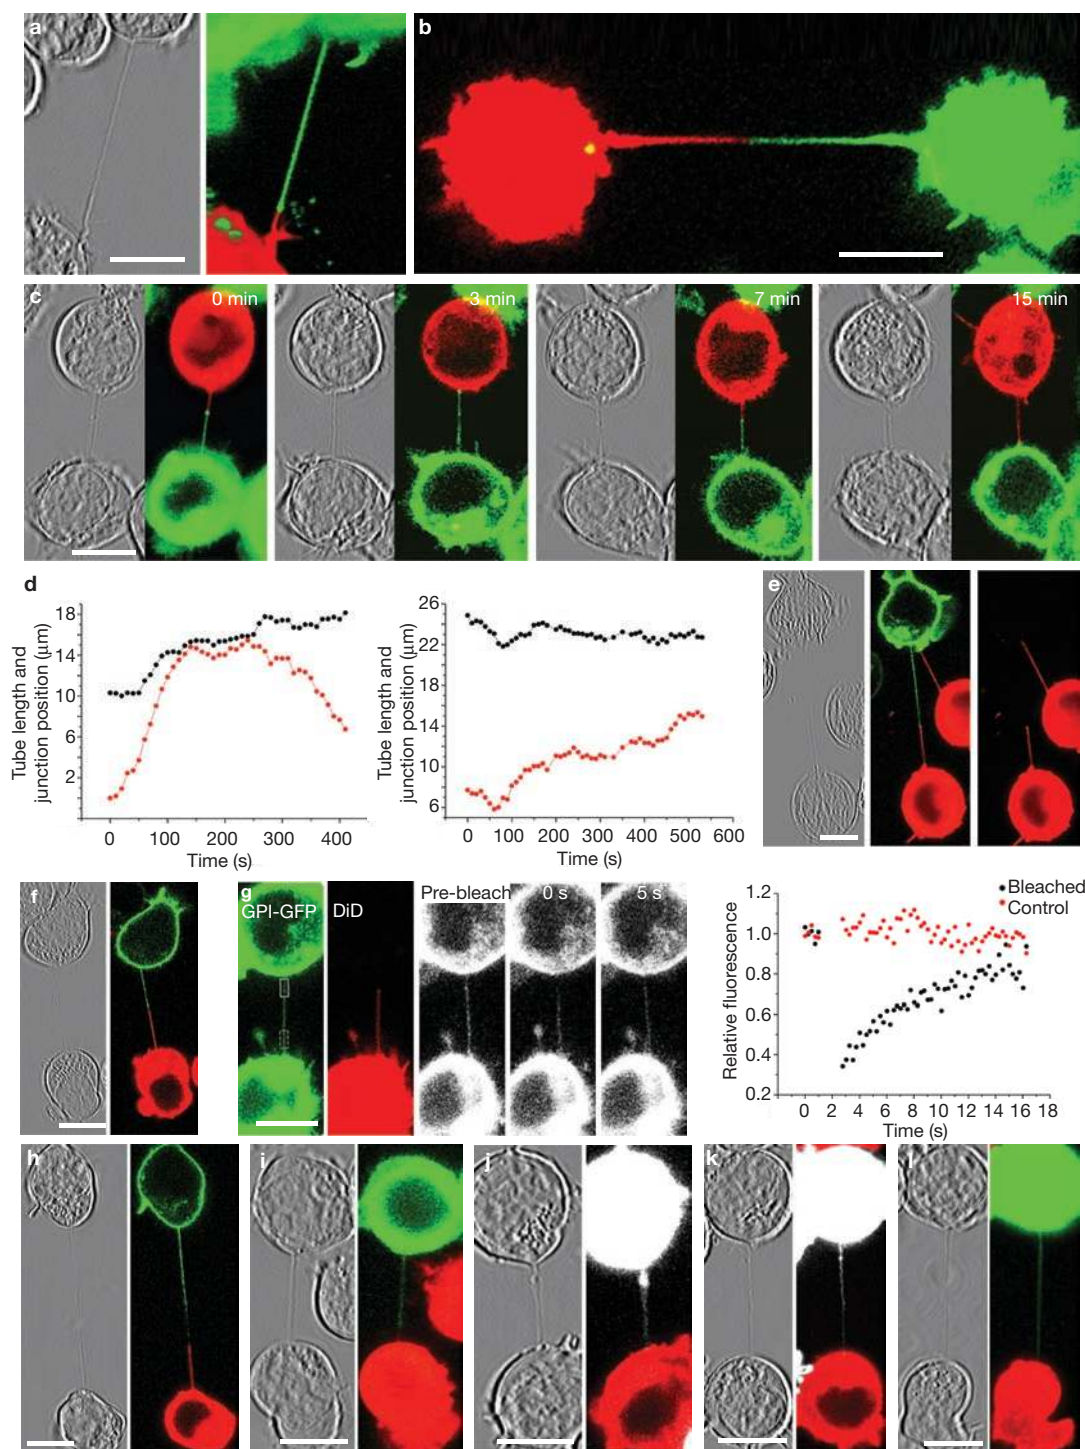 a
b
c
0 min
3 min
7 min
15 min
d
Tube length and
junction position (μm)
18
14
10
6
2
0
100
200
300
400
Time (s)
Tube length and
junction position (μm)
26
22
18
14
10
6
0
100
200
300
400
500
600
Time (s)
e
f
g
GPI-GFP
DiD
Pre-bleach
0 s
5 s
Relative fluorescence
1.2
1.0
0.8
0.6
0.4
0.2
0
2
4
6
8
10
12
14
16
18
Time (s)
Bleached
Control
h
i
j
k
l